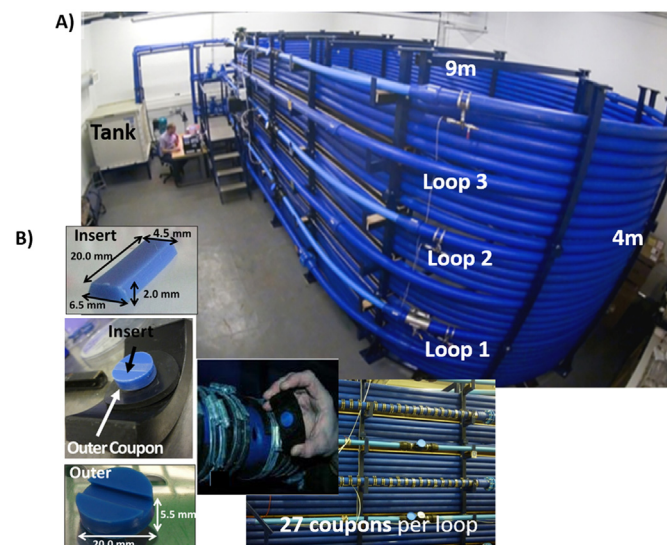 A)
9m
Tank
Loop 3
Loop 2
4m
Loop 1
B)
Insert
4.5 mm
20.0 mm
2.0 mm
6.5 mm
Insert
Outer Coupon
Outer
5.5 mm
20.0 mm
27 coupons per loop